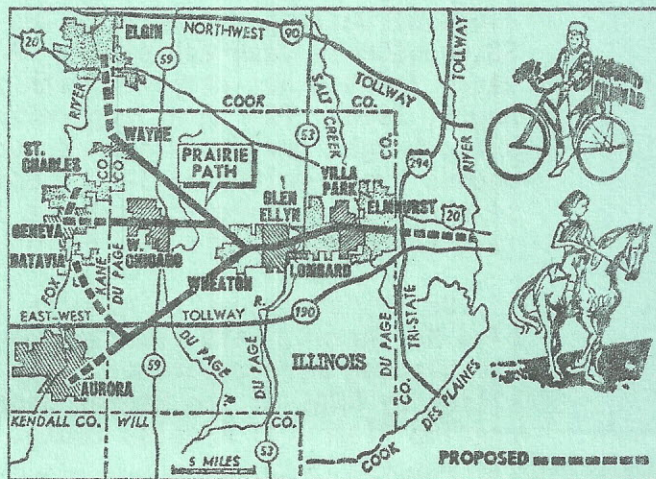 ELGIN
20
NORTHWEST
90
TOLLWAY
59
RIVER
COOK CO.
SALT CREEK
TOLLWAY
53
CO.
294
RIVER
WAYNE
ST. CHARLES
CO.
CO.
PRAIRIE
PATH
VILLA
PARK
GLEN
ELLYN
ELMHURST
20
GENEVA
W.
CHICAGO
BATAVIA
KANE
DU PAGE
WHEATON
LOMBARD
FOX
EAST-WEST TOLLWAY
190
R.
DU PAGE
DU PAGE
R.
ILLINOIS
DU PAGE
CO.
TRI-STATE
AURORA
59
DES PLAINES
KENDALL CO.
WILL
CO.
COOK
53
5 MILES
PROPOSED